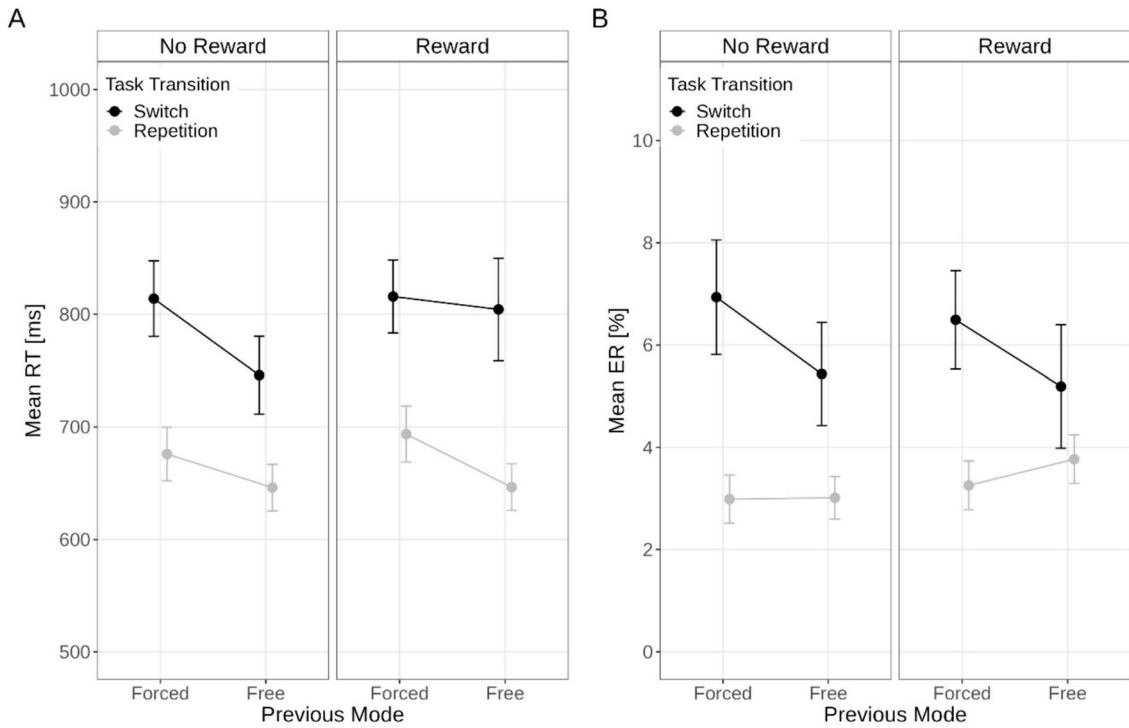 A
No Reward
Reward
Task Transition
Switch
Repetition
1000
900
800
700
600
500
Mean RT [ms]
Forced
Free
Forced
Free
Previous Mode
B
No Reward
Reward
Task Transition
Switch
Repetition
10
8
6
4
2
0
Mean ER [%]
Forced
Free
Forced
Free
Previous Mode